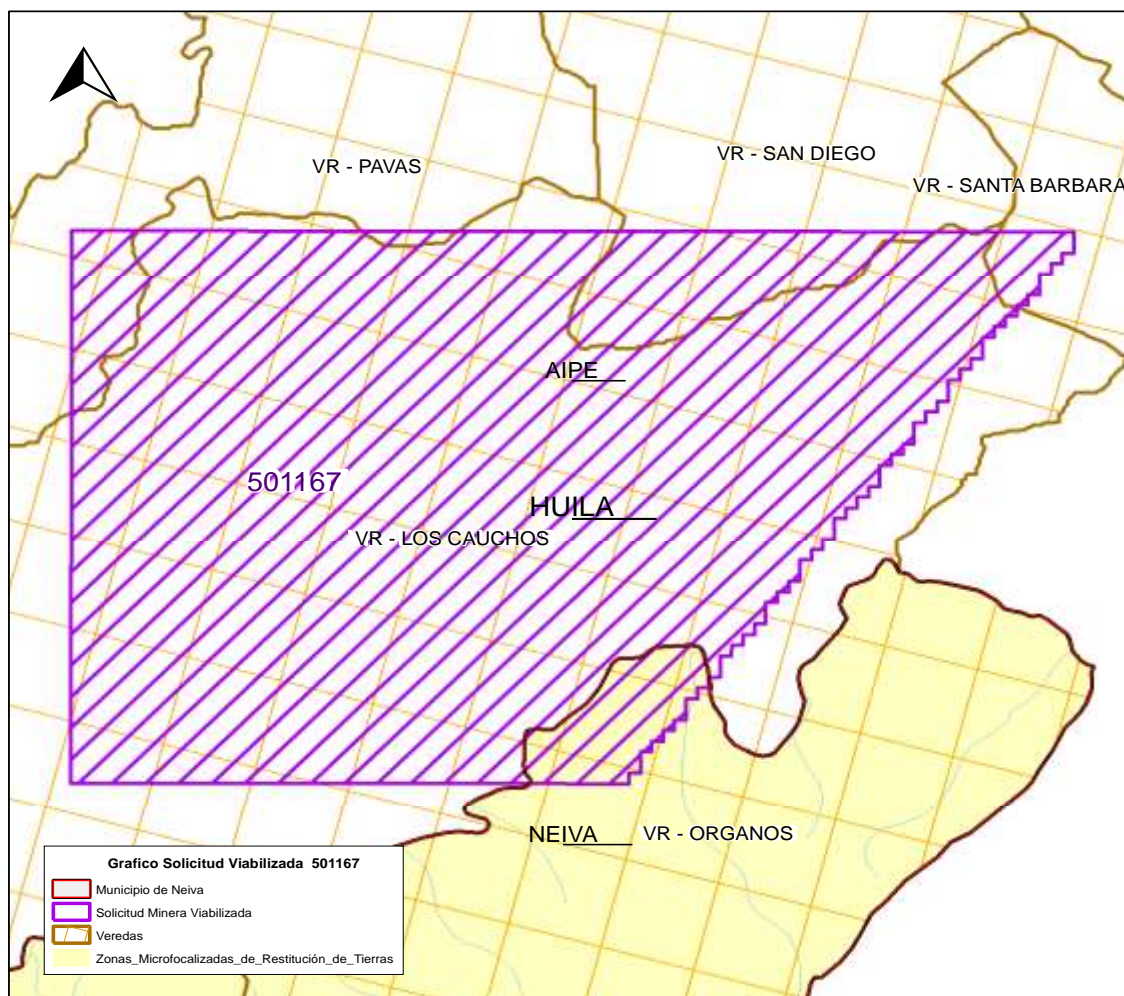 VR - SAN DIEGO
VR - PAVAS
VR - SANTA BARBARA
AIPE
501167
HUILA
VR - LOS CAUCHOS
NEIVA
VR - ORGANOS
Grafico Solicitud Viabilizada 501167
Municipio de Neiva
Solicitud Minera Viabilizada
Veredas
Zonas_Microfocalizadas_de_Restitución_de_Tierras